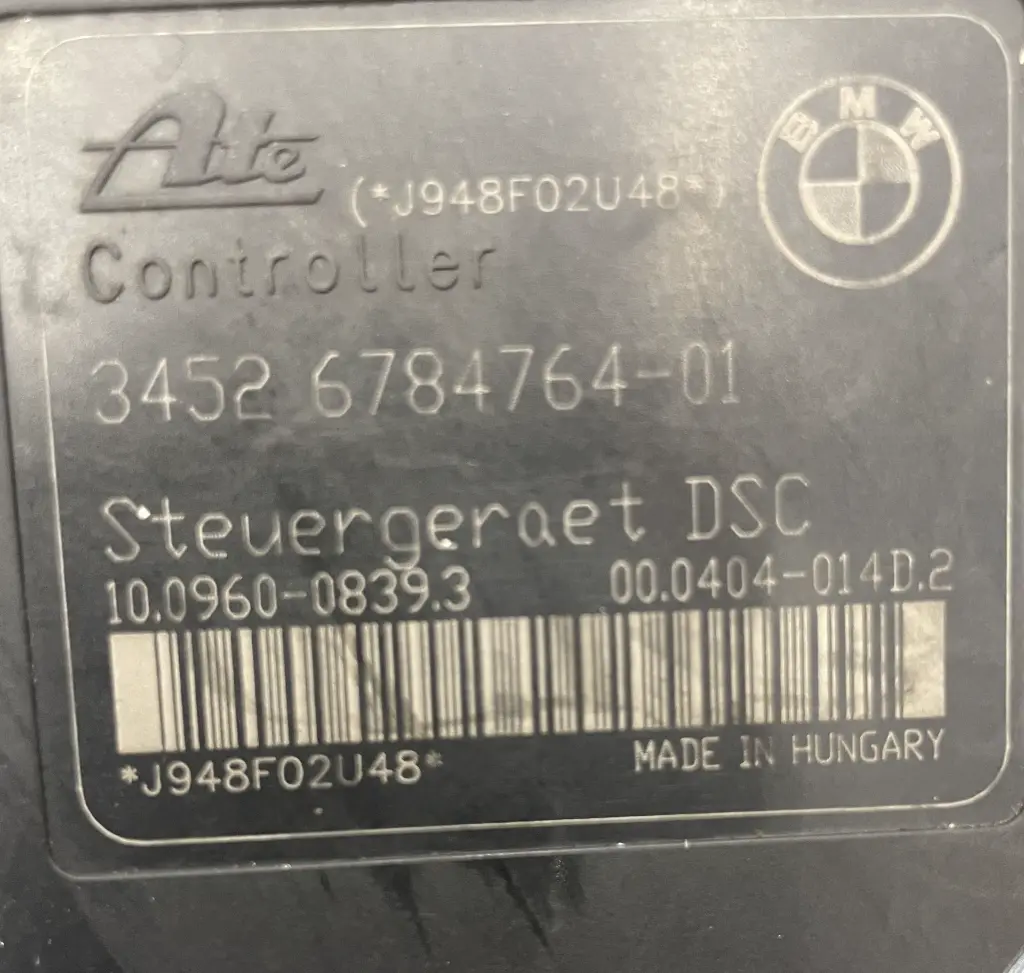 Ate
(*J948F02U48*)
BMW
Controller
3452 6784764-01
Steuergeraet DSC
10.0960-0839.3 00.0404-014D.2
*J948F02U48*
MADE IN HUNGARY